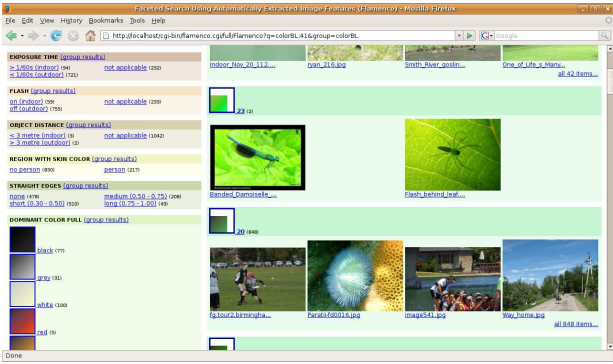 Faceted Search Using Automatically Extracted Image Features (Flamenco) - Mozilla Firefox
File Edit View History Bookmarks Tools Help
http://localhost/cgi-bin/flamenco.cgi/full/Flamenco?q=colorBL:41&group=colorBL
Google
EXPOSURE TIME (group results)
> 1/60s (indoor) (94) not applicable (232)
< 1/60s (outdoor) (721)
FLASH (group results)
on (indoor) (59) not applicable (233)
off (outdoor) (755)
OBJECT DISTANCE (group results)
< 3 metre (indoor) (3) not applicable (1042)
> 3 metre (outdoor) (2)
REGION WITH SKIN COLOR (group results)
no person (830) person (217)
STRAIGHT EDGES (group results)
none (478) medium (0.50 - 0.75) (208)
short (0.30 - 0.50) (510) long (0.75 - 1.00) (43)
DOMINANT COLOR FULL (group results)
black (77)
grey (31)
white (100)
red (5)
Indoor_Nov_20_112.... ryan_216.jpg Smith_River_goslin... One_of_Life_s_Many...
all 42 items...
23 (2)
Banded_Damoiselle_... Flash_behind_leaf....
20 (848)
fg.tour2.birmingha... Parati-fd0016.jpg Image541.jpg Way_home.jpg
all 848 items...
Done